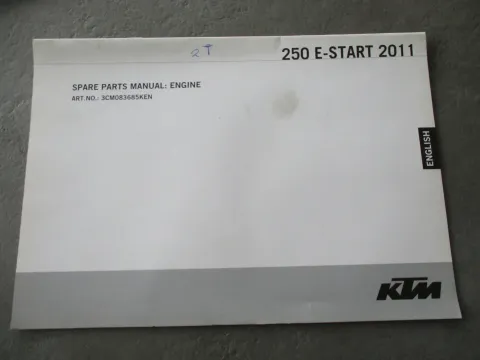 2T
250 E-START 2011
SPARE PARTS MANUAL: ENGINE
ART.NO.: 3CM083685KEN
ENGLISH
KTM